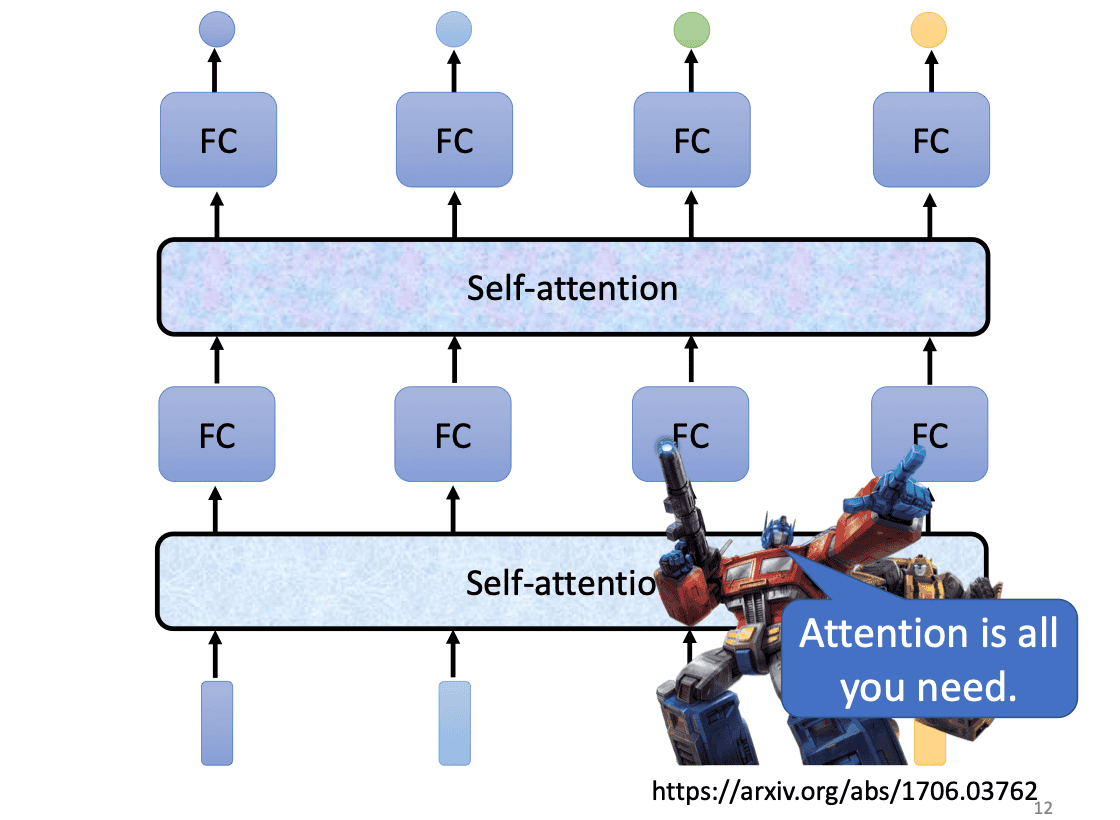 FC FC FC FC
Self-attention
FC FC FC FC
Self-attentio
Attention is all
you need.
https://arxiv.org/abs/1706.03762
12